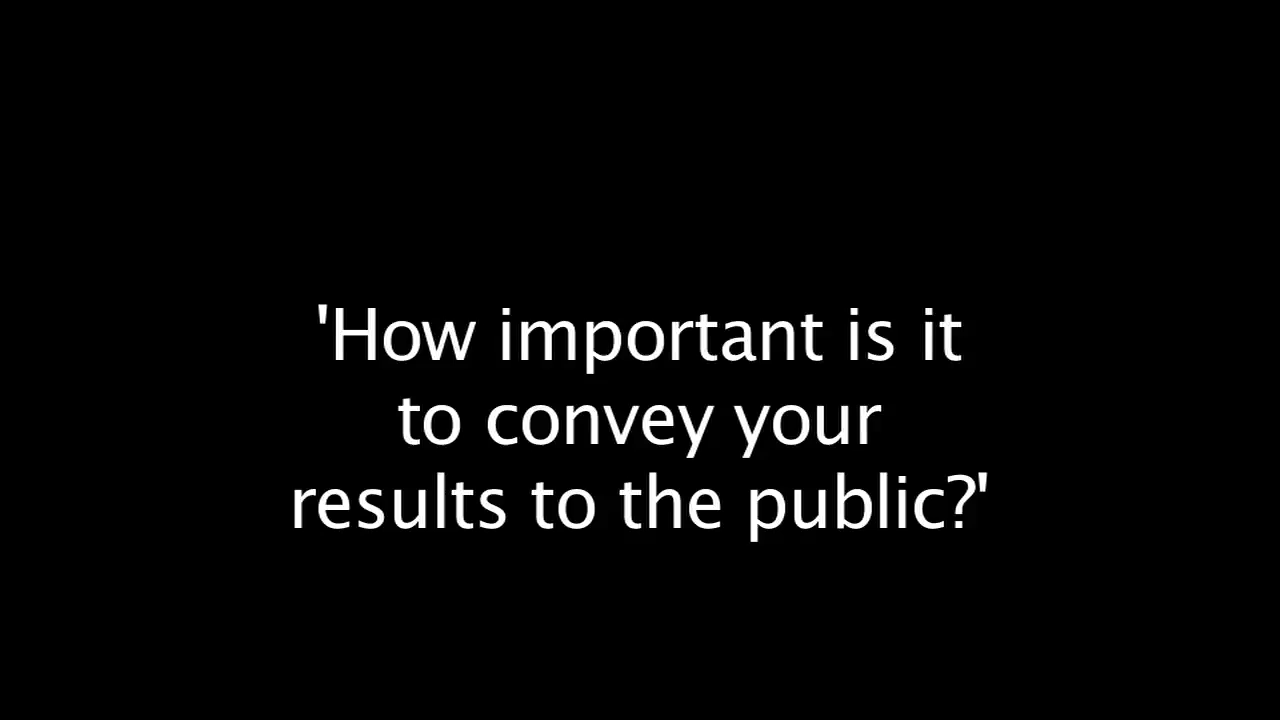 'How important is it
to convey your
results to the public?'